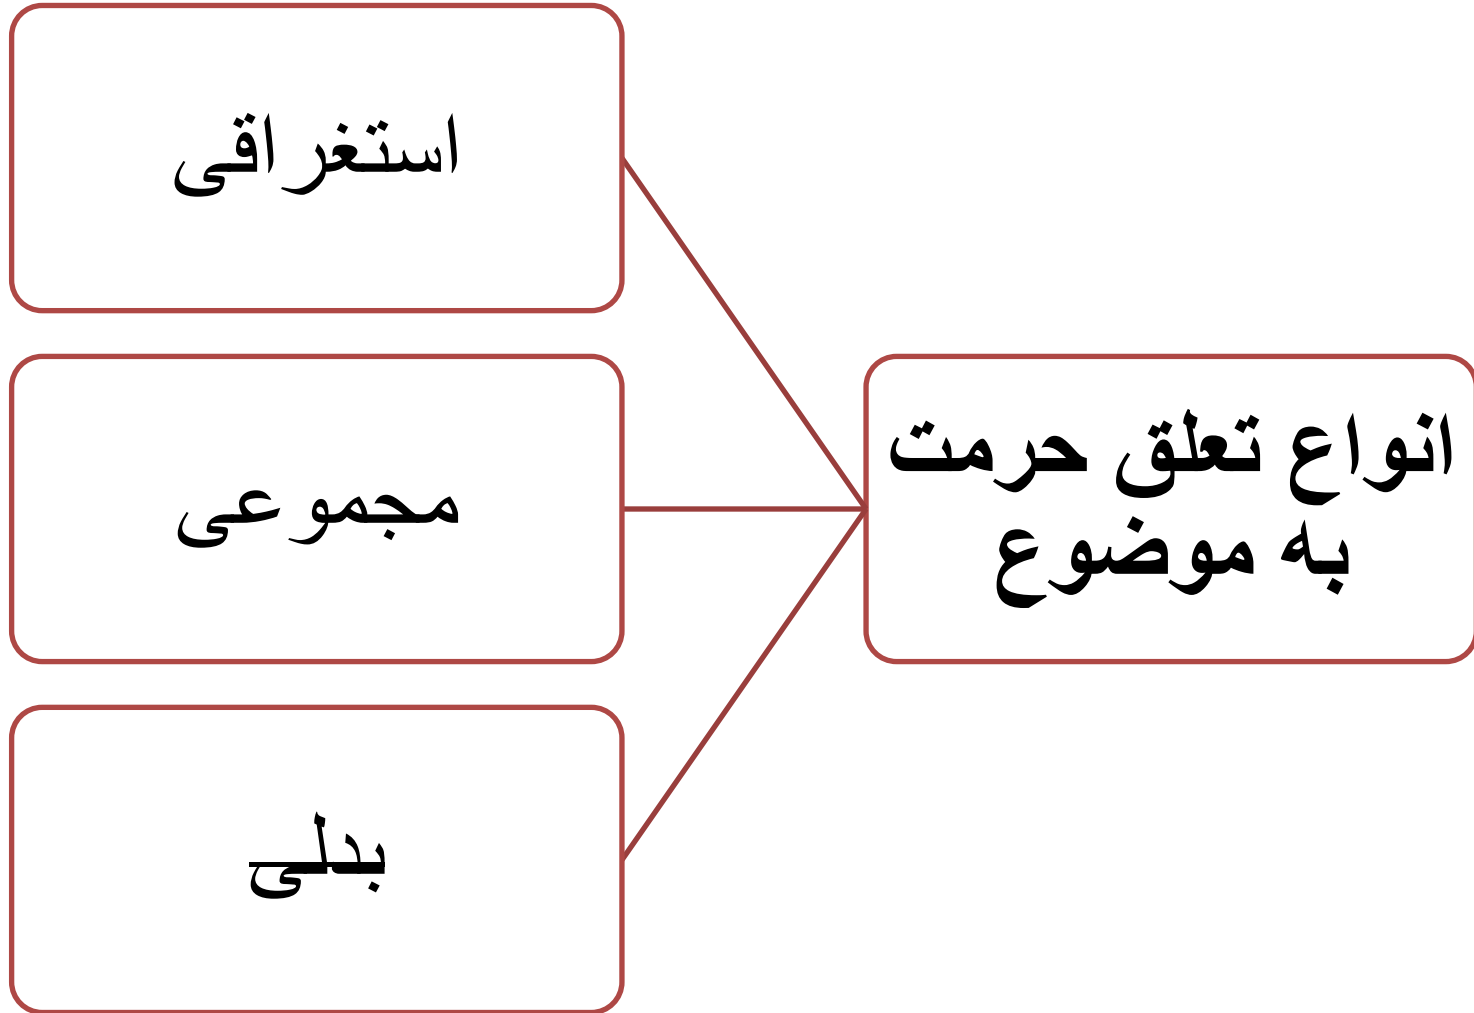 انواع تعلق حرمت
به موضوع
استغراقی
مجموعی
بدلی